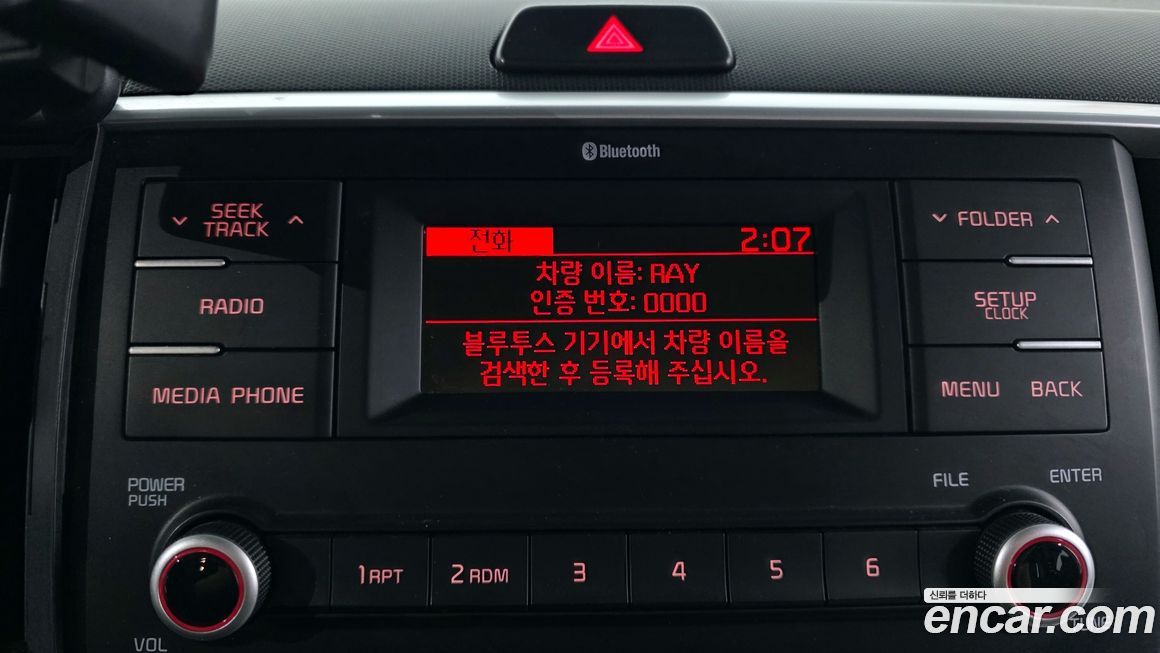 Bluetooth
SEEK
TRACK
RADIO
MEDIA PHONE
전화 2:07
차량 이름: RAY
인증 번호: 0000
블루투스 기기에서 차량 이름을
검색한 후 등록해 주십시오.
FOLDER
SETUP
CLOCK
MENU BACK
POWER
PUSH
VOL
1 RPT 2 RDM 3 4 5 6
FILE
ENTER
TUNE
신뢰를 더하다
encar.com